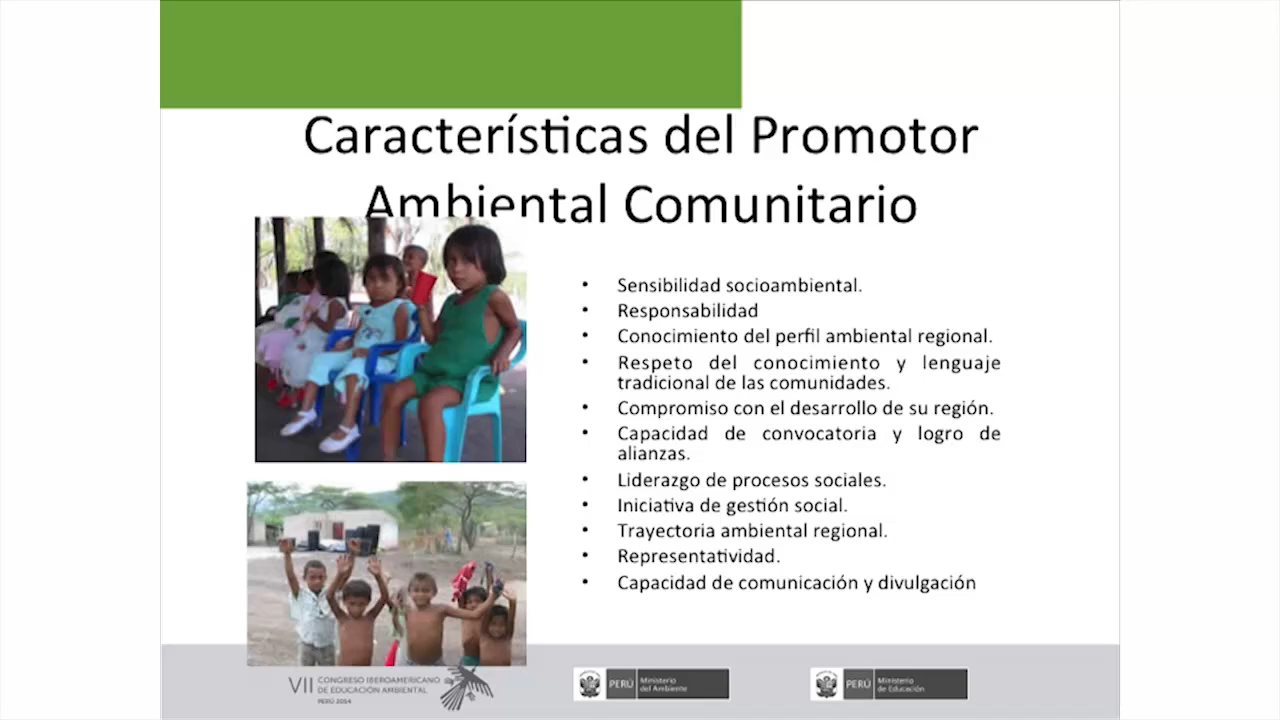 Características del Promotor
Ambiental Comunitario
• Sensibilidad socioambiental.
• Responsabilidad
• Conocimiento del perfil ambiental regional.
• Respeto del conocimiento y lenguaje
tradicional de las comunidades.
• Compromiso con el desarrollo de su región.
• Capacidad de convocatoria y logro de
alianzas.
• Liderazgo de procesos sociales.
• Iniciativa de gestión social.
• Trayectoria ambiental regional.
• Representatividad.
• Capacidad de comunicación y divulgación
VII CONGRESO IBEROAMERICANO
DE EDUCACIÓN AMBIENTAL
PERÚ 2014
PERÚ Ministerio
del Ambiente
PERÚ Ministerio
de Educación